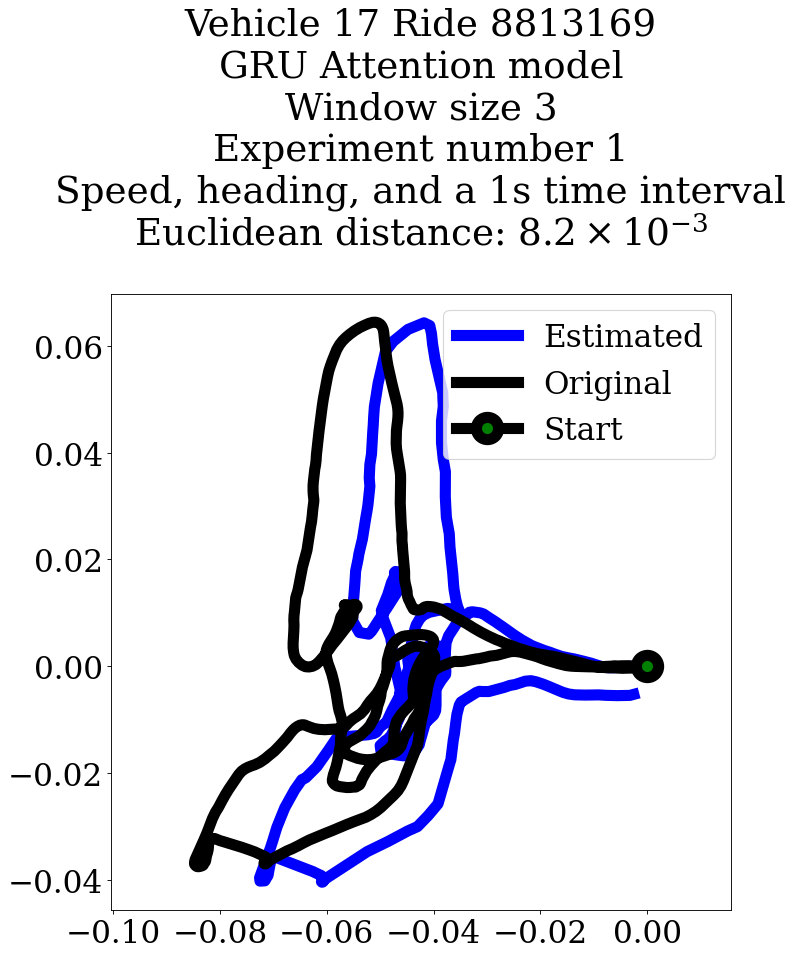 Vehicle 17 Ride 8813169
GRU Attention model
Window size 3
Experiment number 1
Speed, heading, and a 1s time interval
Euclidean distance: 8.2 × 10⁻³
Estimated
Original
Start
0.06
0.04
0.02
0.00
−0.02
−0.04
−0.10 −0.08 −0.06 −0.04 −0.02 0.00